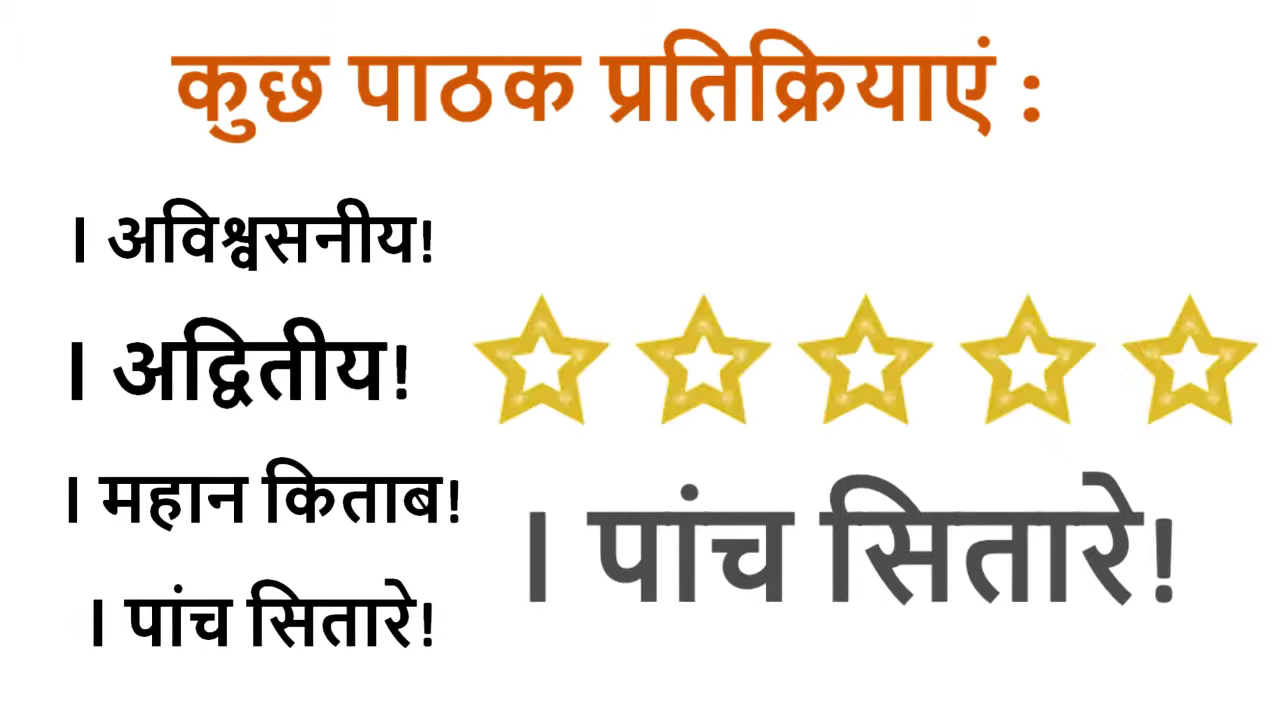 कुछ पाठक प्रतिक्रियाएं :
। अविश्वसनीय!
। अद्वितीय!
। महान किताब!
। पांच सितारे!
। पांच सितारे!